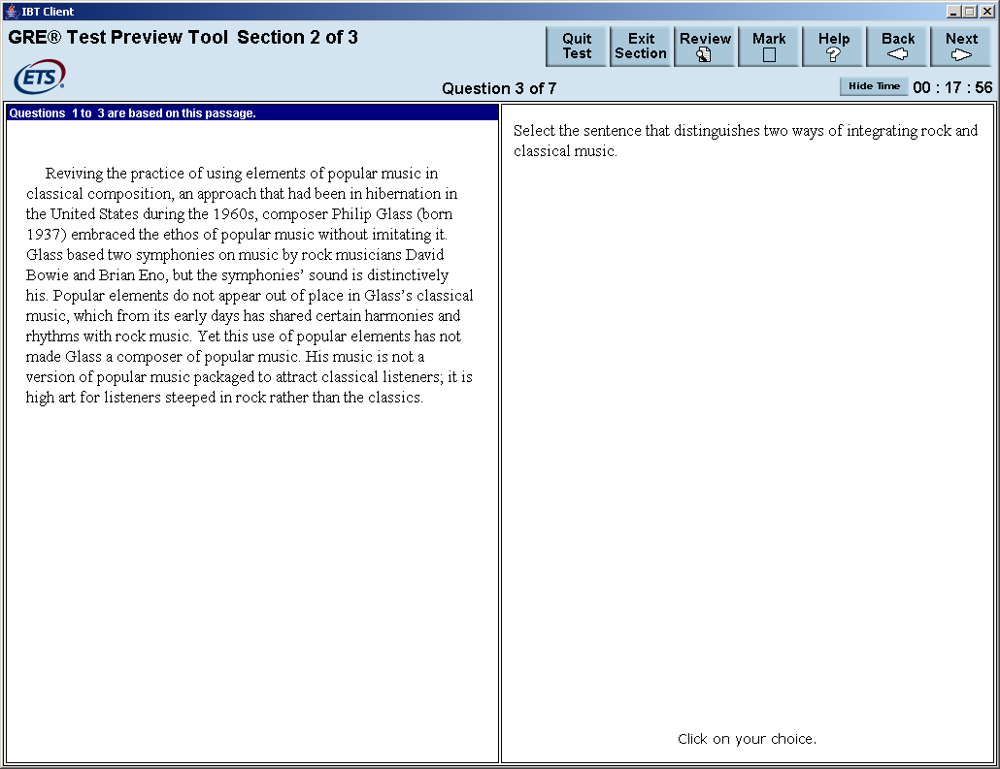 IBT Client
GRE® Test Preview Tool Section 2 of 3
Quit Test
Exit Section
Review
Mark
Help
Back
Next
ETS
Question 3 of 7
Hide Time
00 : 17 : 56
Questions 1 to 3 are based on this passage.
Reviving the practice of using elements of popular music in
classical composition, an approach that had been in hibernation in
the United States during the 1960s, composer Philip Glass (born
1937) embraced the ethos of popular music without imitating it.
Glass based two symphonies on music by rock musicians David
Bowie and Brian Eno, but the symphonies’ sound is distinctively
his. Popular elements do not appear out of place in Glass’s classical
music, which from its early days has shared certain harmonies and
rhythms with rock music. Yet this use of popular elements has not
made Glass a composer of popular music. His music is not a
version of popular music packaged to attract classical listeners; it is
high art for listeners steeped in rock rather than the classics.
Select the sentence that distinguishes two ways of integrating rock and
classical music.
Click on your choice.